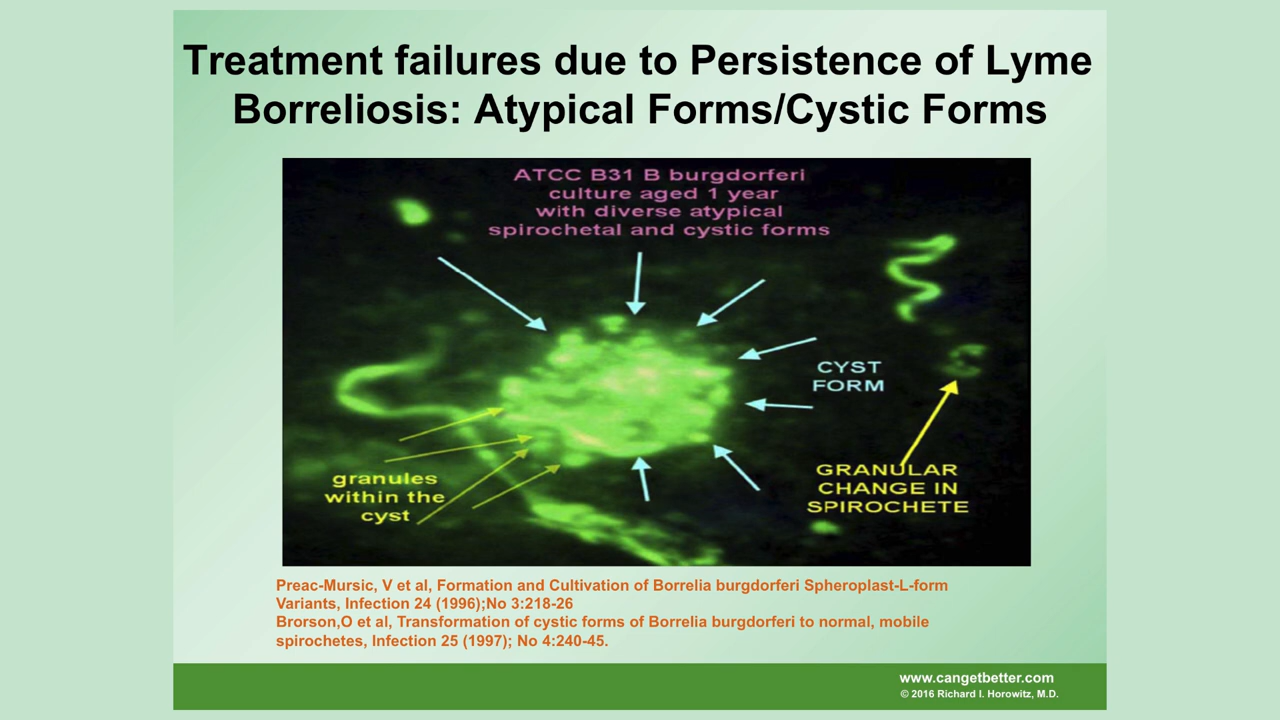 Treatment failures due to Persistence of Lyme
Borreliosis: Atypical Forms/Cystic Forms
ATCC B31 B burgdorferi
culture aged 1 year
with diverse atypical
spirochetal and cystic forms
CYST
FORM
GRANULAR
CHANGE IN
SPIROCHETE
granules
within the
cyst
Preac-Mursic, V et al, Formation and Cultivation of Borrelia burgdorferi Spheroplast-L-form
Variants, Infection 24 (1996);No 3:218-26
Brorson,O et al, Transformation of cystic forms of Borrelia burgdorferi to normal, mobile
spirochetes, Infection 25 (1997); No 4:240-45.
www.cangetbetter.com
© 2016 Richard I. Horowitz, M.D.